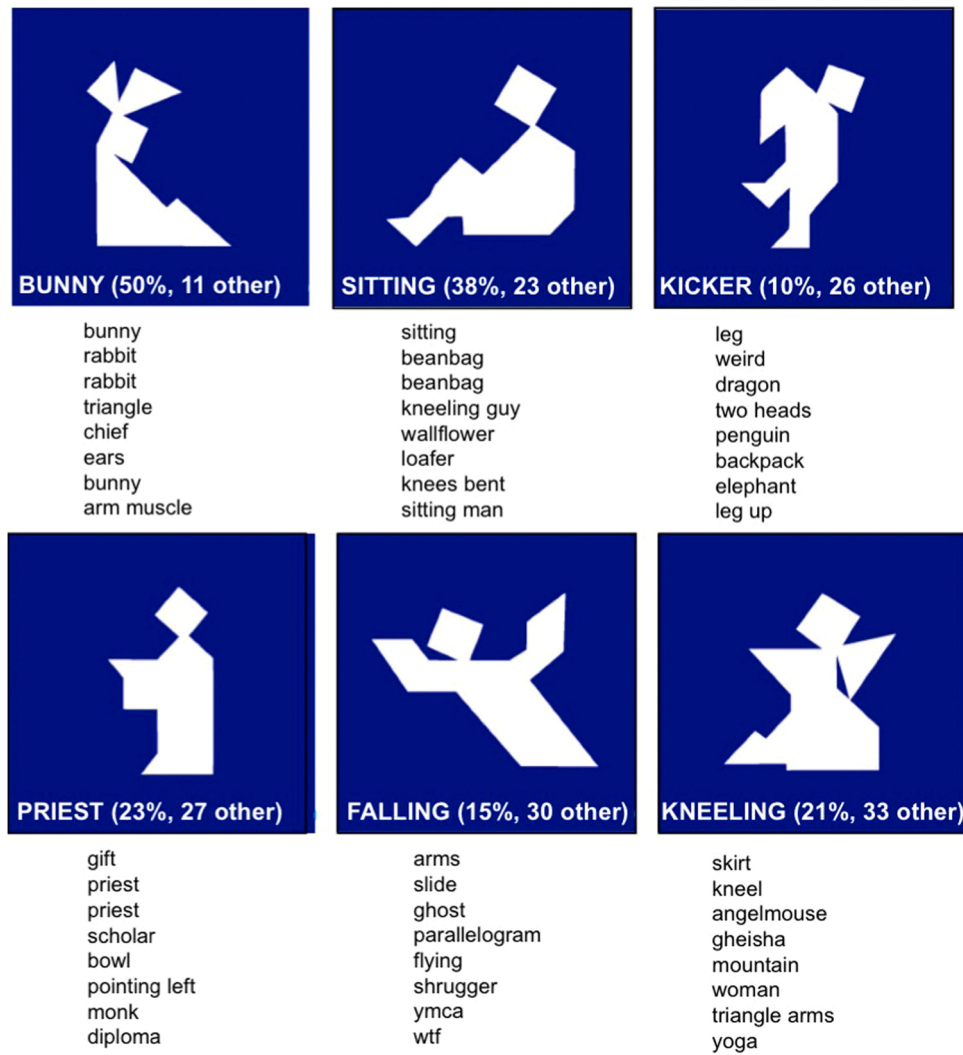 BUNNY (50%, 11 other)
bunny
rabbit
rabbit
triangle
chief
ears
bunny
arm muscle
SITTING (38%, 23 other)
sitting
beanbag
beanbag
kneeling guy
wallflower
loafer
knees bent
sitting man
KICKER (10%, 26 other)
leg
weird
dragon
two heads
penguin
backpack
elephant
leg up
PRIEST (23%, 27 other)
gift
priest
priest
scholar
bowl
pointing left
monk
diploma
FALLING (15%, 30 other)
arms
slide
ghost
parallelogram
flying
shrugger
ymca
wtf
KNEELING (21%, 33 other)
skirt
kneel
angelmouse
gheisha
mountain
woman
triangle arms
yoga